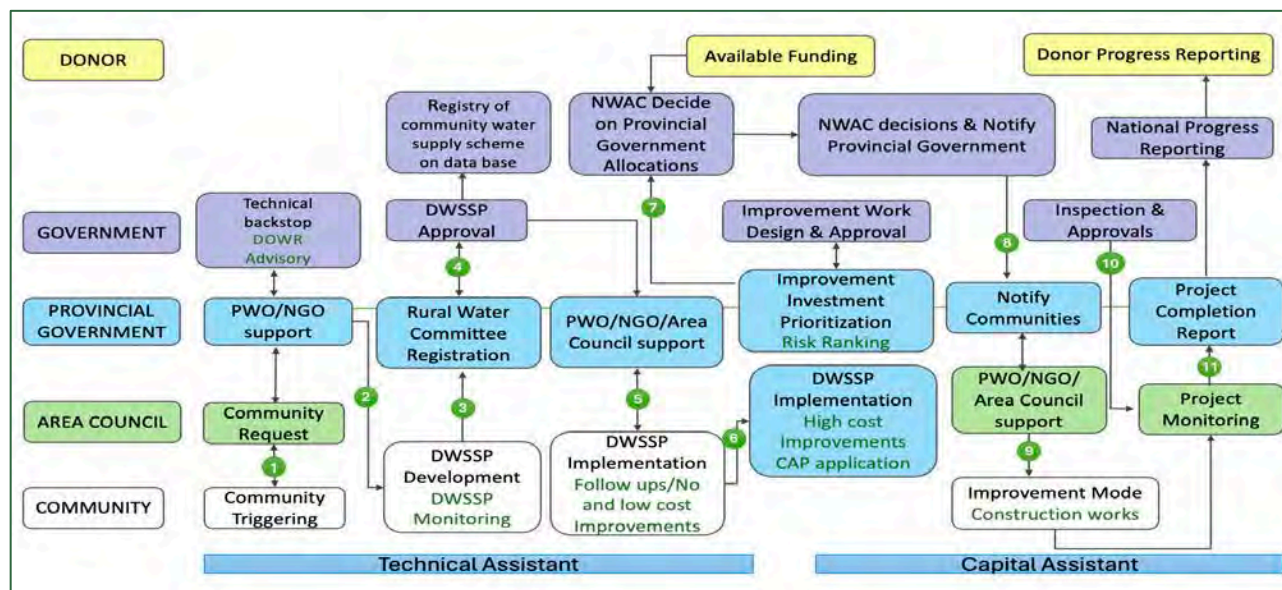 DONOR
Available Funding
Donor Progress Reporting
Registry of
community water
supply scheme
on data base
NWAC Decide
on Provincial
Government
Allocations
NWAC decisions & Notify
Provincial Government
National Progress
Reporting
7
GOVERNMENT
Technical
backstop
DOWR
Advisory
DWSSP
Approval
Improvement Work
Design & Approval
8
Inspection &
Approvals
4
10
PROVINCIAL
GOVERNMENT
PWO/NGO
support
Rural Water
Committee
Registration
PWO/NGO/Area
Council support
Improvement
Investment
Prioritization
Risk Ranking
Notify
Communities
Project
Completion
Report
2
3
5
11
AREA COUNCIL
Community
Request
DWSSP
Implementation
High cost
Improvements
CAP application
PWO/NGO/
Area Council
support
Project
Monitoring
1
6
9
COMMUNITY
Community
Triggering
DWSSP
Development
DWSSP
Monitoring
DWSSP
Implementation
Follow ups/No
and low cost
Improvements
Improvement Mode
Construction works
Technical Assistant
Capital Assistant